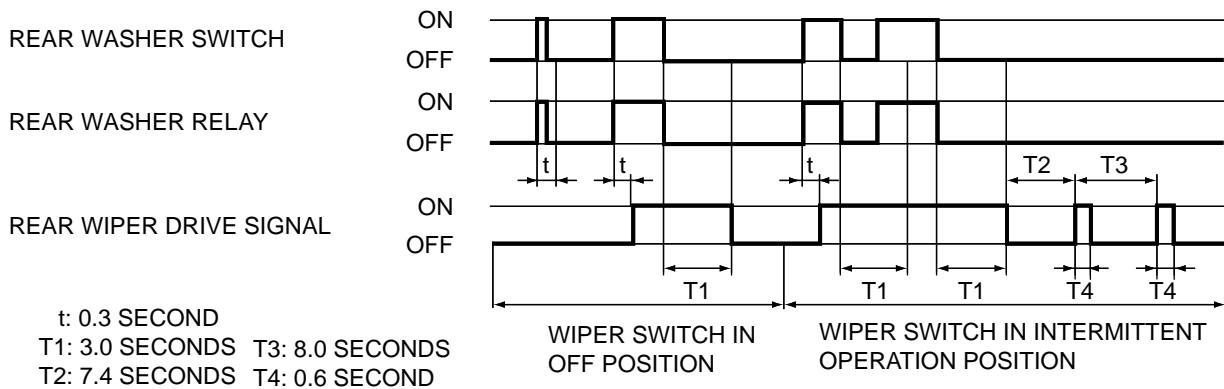 REAR WASHER SWITCH
ON
OFF
REAR WASHER RELAY
ON
OFF
t
t
t
T2
T3
REAR WIPER DRIVE SIGNAL
ON
OFF
T1
T1
T1
T4
T4
t: 0.3 SECOND
T1: 3.0 SECONDS T3: 8.0 SECONDS
T2: 7.4 SECONDS T4: 0.6 SECOND
WIPER SWITCH IN
OFF POSITION
WIPER SWITCH IN INTERMITTENT
OPERATION POSITION